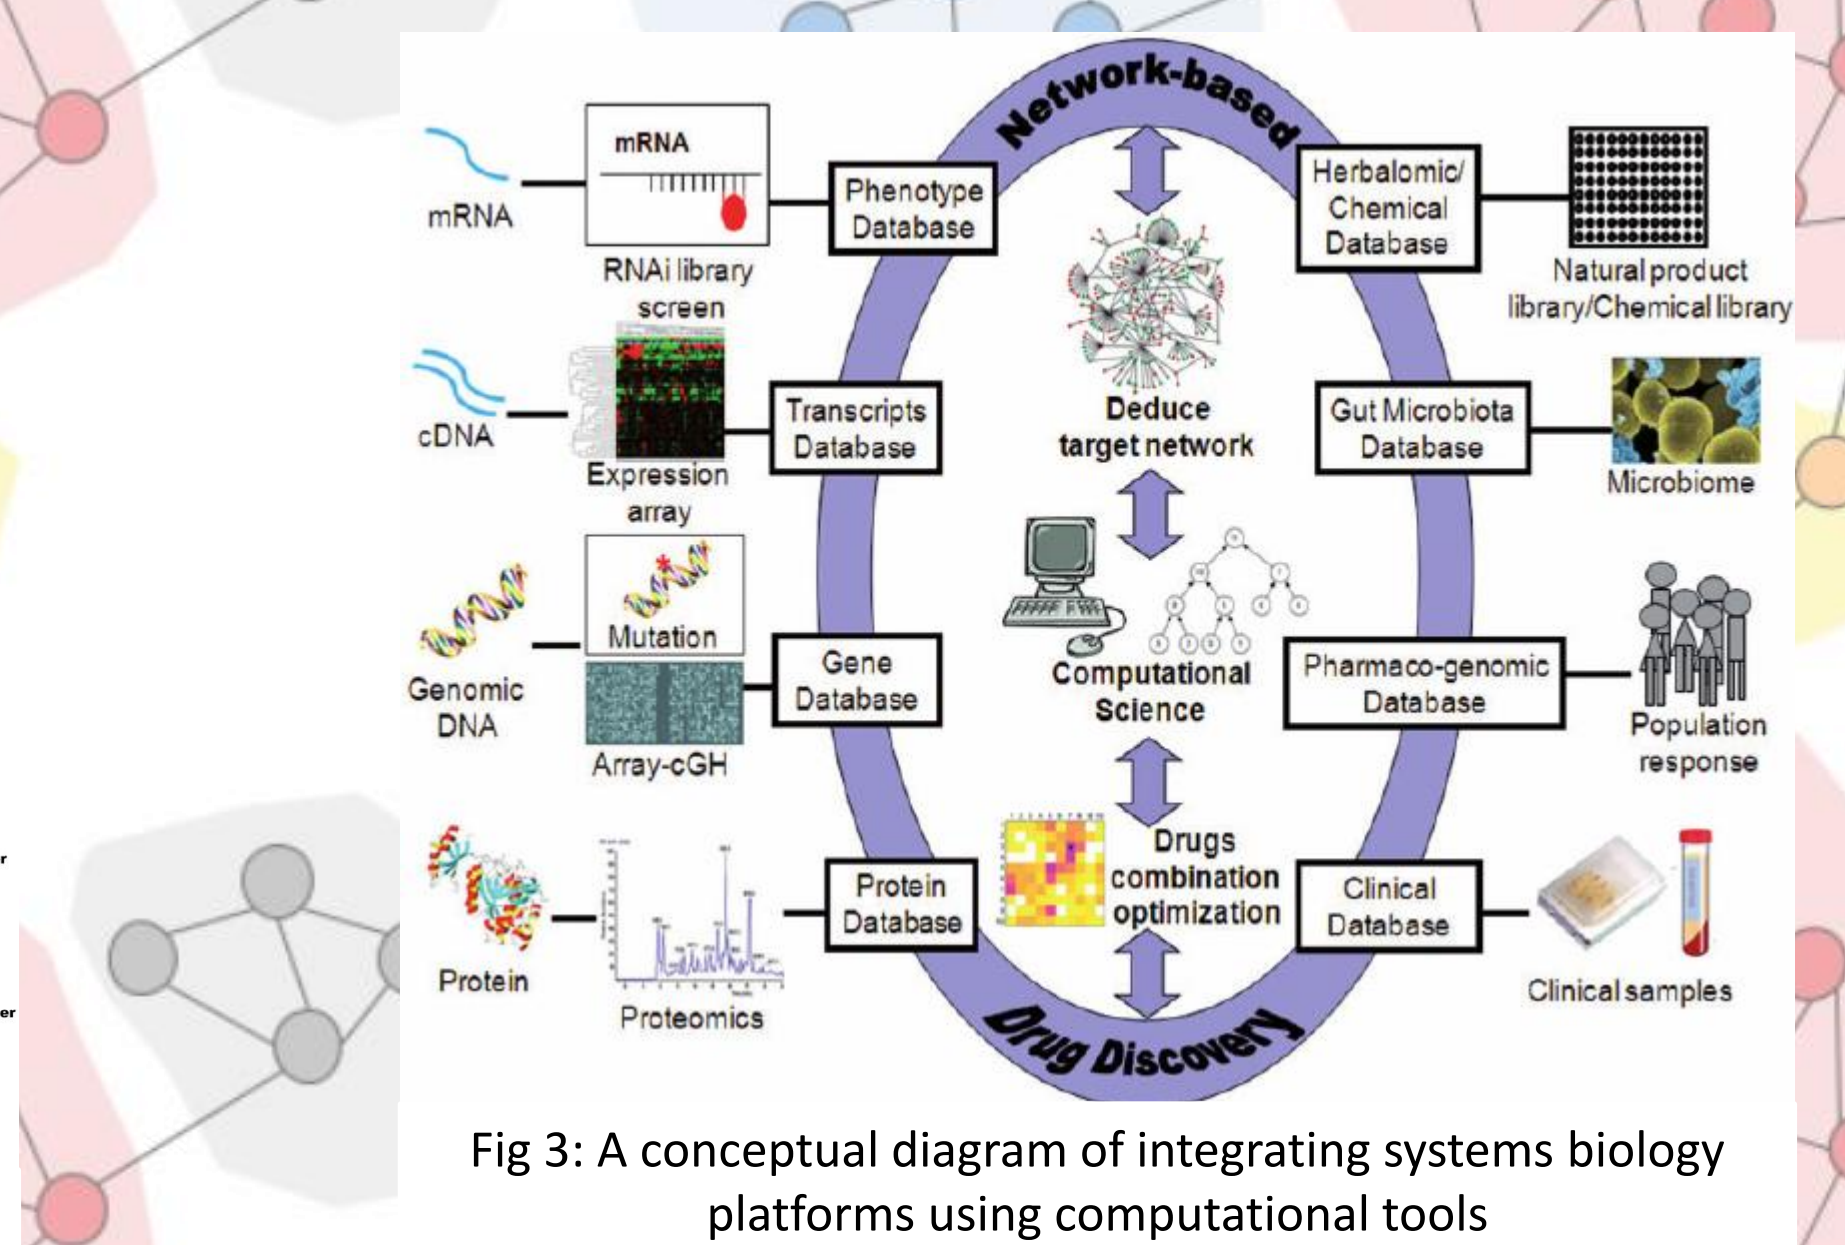 Network-based
mRNA
mRNA
RNAi library
screen
Phenotype
Database
Herbalomic/
Chemical
Database
Natural product
library/Chemical library
cDNA
Expression
array
Transcripts
Database
Deduce
target network
Gut Microbiota
Database
Microbiome
Genomic
DNA
Mutation
Array-cGH
Gene
Database
Computational
Science
Pharmaco-genomic
Database
Population
response
Protein
Proteomics
Protein
Database
Drugs
combination
optimization
Clinical
Database
Clinical samples
Drug Discovery
r
er
Fig 3: A conceptual diagram of integrating systems biology
platforms using computational tools